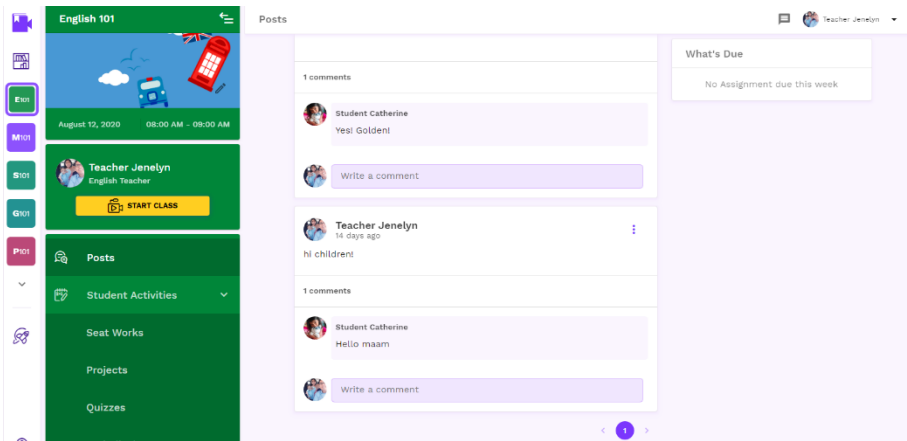 English 101
Posts
Teacher Jenelyn
E101
M101
S101
G101
P101
August 12, 2020
08:00 AM - 09:00 AM
Teacher Jenelyn
English Teacher
START CLASS
Posts
Student Activities
Seat Works
Projects
Quizzes
1 comments
Student Catherine
Yes! Golden!
Write a comment
Teacher Jenelyn
14 days ago
hi children!
1 comments
Student Catherine
Hello maam
Write a comment
1
What's Due
No Assignment due this week